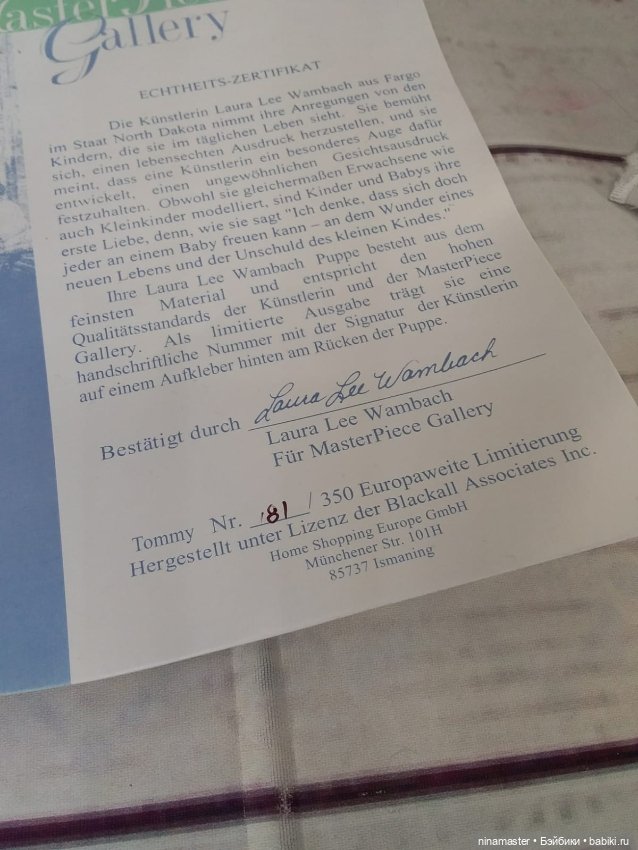 Gallery
ECHTHEITS-ZERTIFIKAT
Die Künstlerin Laura Lee Wambach aus Fargo
im Staat North Dakota nimmt ihre Anregungen von den
Kindern, die sie im täglichen Leben sieht. Sie bemüht
sich, einen lebensechten Ausdruck herzustellen, und sie
meint, dass eine Künstlerin ein besonderes Auge dafür
entwickelt, einen ungewöhnlichen Gesichtsausdruck
festzuhalten. Obwohl sie gleichermaßen Erwachsene wie
auch Kleinkinder modelliert, sind Kinder und Babys ihre
erste Liebe, denn, wie sie sagt "Ich denke, dass sich doch
jeder an einem Baby freuen kann – an dem Wunder eines
neuen Lebens und der Unschuld des kleinen Kindes."
Ihre Laura Lee Wambach Puppe besteht aus dem
feinsten Material und entspricht den hohen
Qualitätsstandards der Künstlerin und der MasterPiece
Gallery. Als limitierte Ausgabe trägt sie eine
handschriftliche Nummer mit der Signatur der Künstlerin
auf einem Aufkleber hinten am Rücken der Puppe.
Bestätigt durch Laura Lee Wambach
Laura Lee Wambach
Für MasterPiece Gallery
Tommy Nr. 181 / 350 Europaweite Limitierung
Hergestellt unter Lizenz der Blackall Associates Inc.
Home Shopping Europe GmbH
Münchener Str. 101H
85737 Ismaning
ninamaster • Бэйбики • babiki.ru